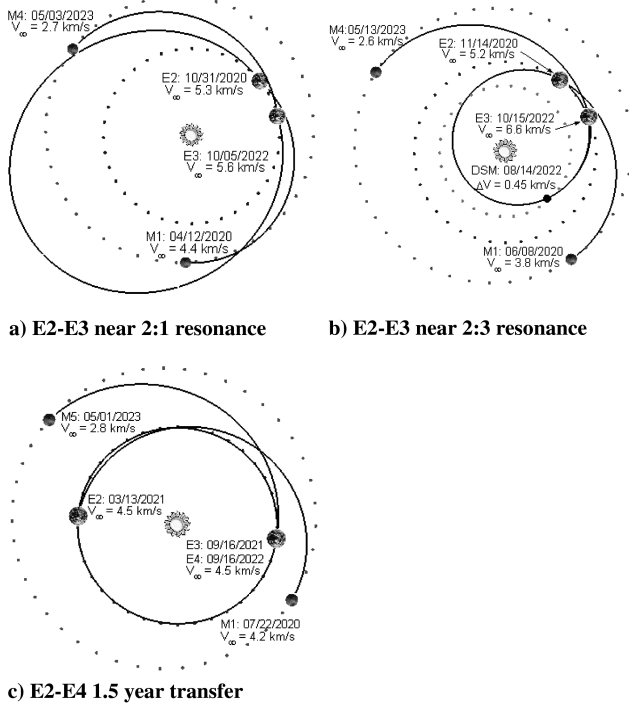 M4: 05/03/2023
V∞ = 2.7 km/s
E2: 10/31/2020
V∞ = 5.3 km/s
E3: 10/05/2022
V∞ = 5.6 km/s
M1: 04/12/2020
V∞ = 4.4 km/s
a) E2-E3 near 2:1 resonance
M4: 05/13/2023
V∞ = 2.6 km/s
E2: 11/14/2020
V∞ = 5.2 km/s
E3: 10/15/2022
V∞ = 6.6 km/s
DSM: 08/14/2022
ΔV = 0.45 km/s
M1: 06/08/2020
V∞ = 3.8 km/s
b) E2-E3 near 2:3 resonance
M5: 05/01/2023
V∞ = 2.8 km/s
E2: 03/13/2021
V∞ = 4.5 km/s
E3: 09/16/2021
E4: 09/16/2022
V∞ = 4.5 km/s
M1: 07/22/2020
V∞ = 4.2 km/s
c) E2-E4 1.5 year transfer